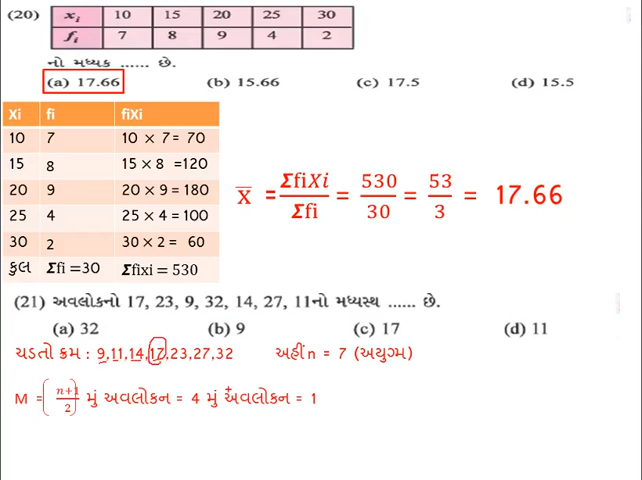 (20) xi 10 15 20 25 30
fi 7 8 9 4 2
નો મધ્યક ...... છે.
(a) 17.66 (b) 15.66 (c) 17.5 (d) 15.5
Xi fi fiXi
10 7 10 × 7 = 70
15 8 15 × 8 =120
20 9 20 × 9 = 180
25 4 25 × 4 = 100
30 2 30 × 2 = 60
કુલ Σfi =30 Σfixi = 530
x̄ = ΣfiXi/Σfi = 530/30 = 53/3 = 17.66
(21) અવલોકનો 17, 23, 9, 32, 14, 27, 11નો મધ્યસ્થ ...... છે.
(a) 32 (b) 9 (c) 17 (d) 11
ચડતો ક્રમ : 9,11,14,17,23,27,32 અહીં n = 7 (અયુગ્મ)
M = (n+1/2) મું અવલોકન = 4 મું અવલોકન = 1